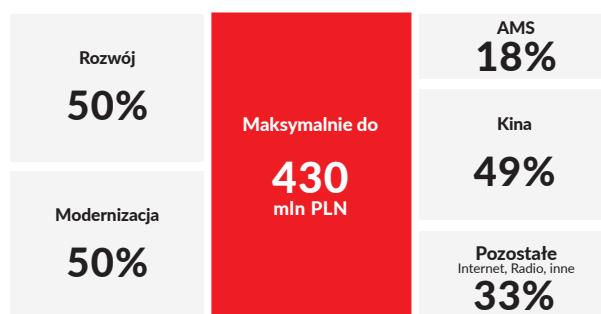 Rozwój
50%
Modernizacja
50%
Maksymalnie do
430
mln PLN
AMS
18%
Kina
49%
Pozostałe
Internet, Radio, inne
33%